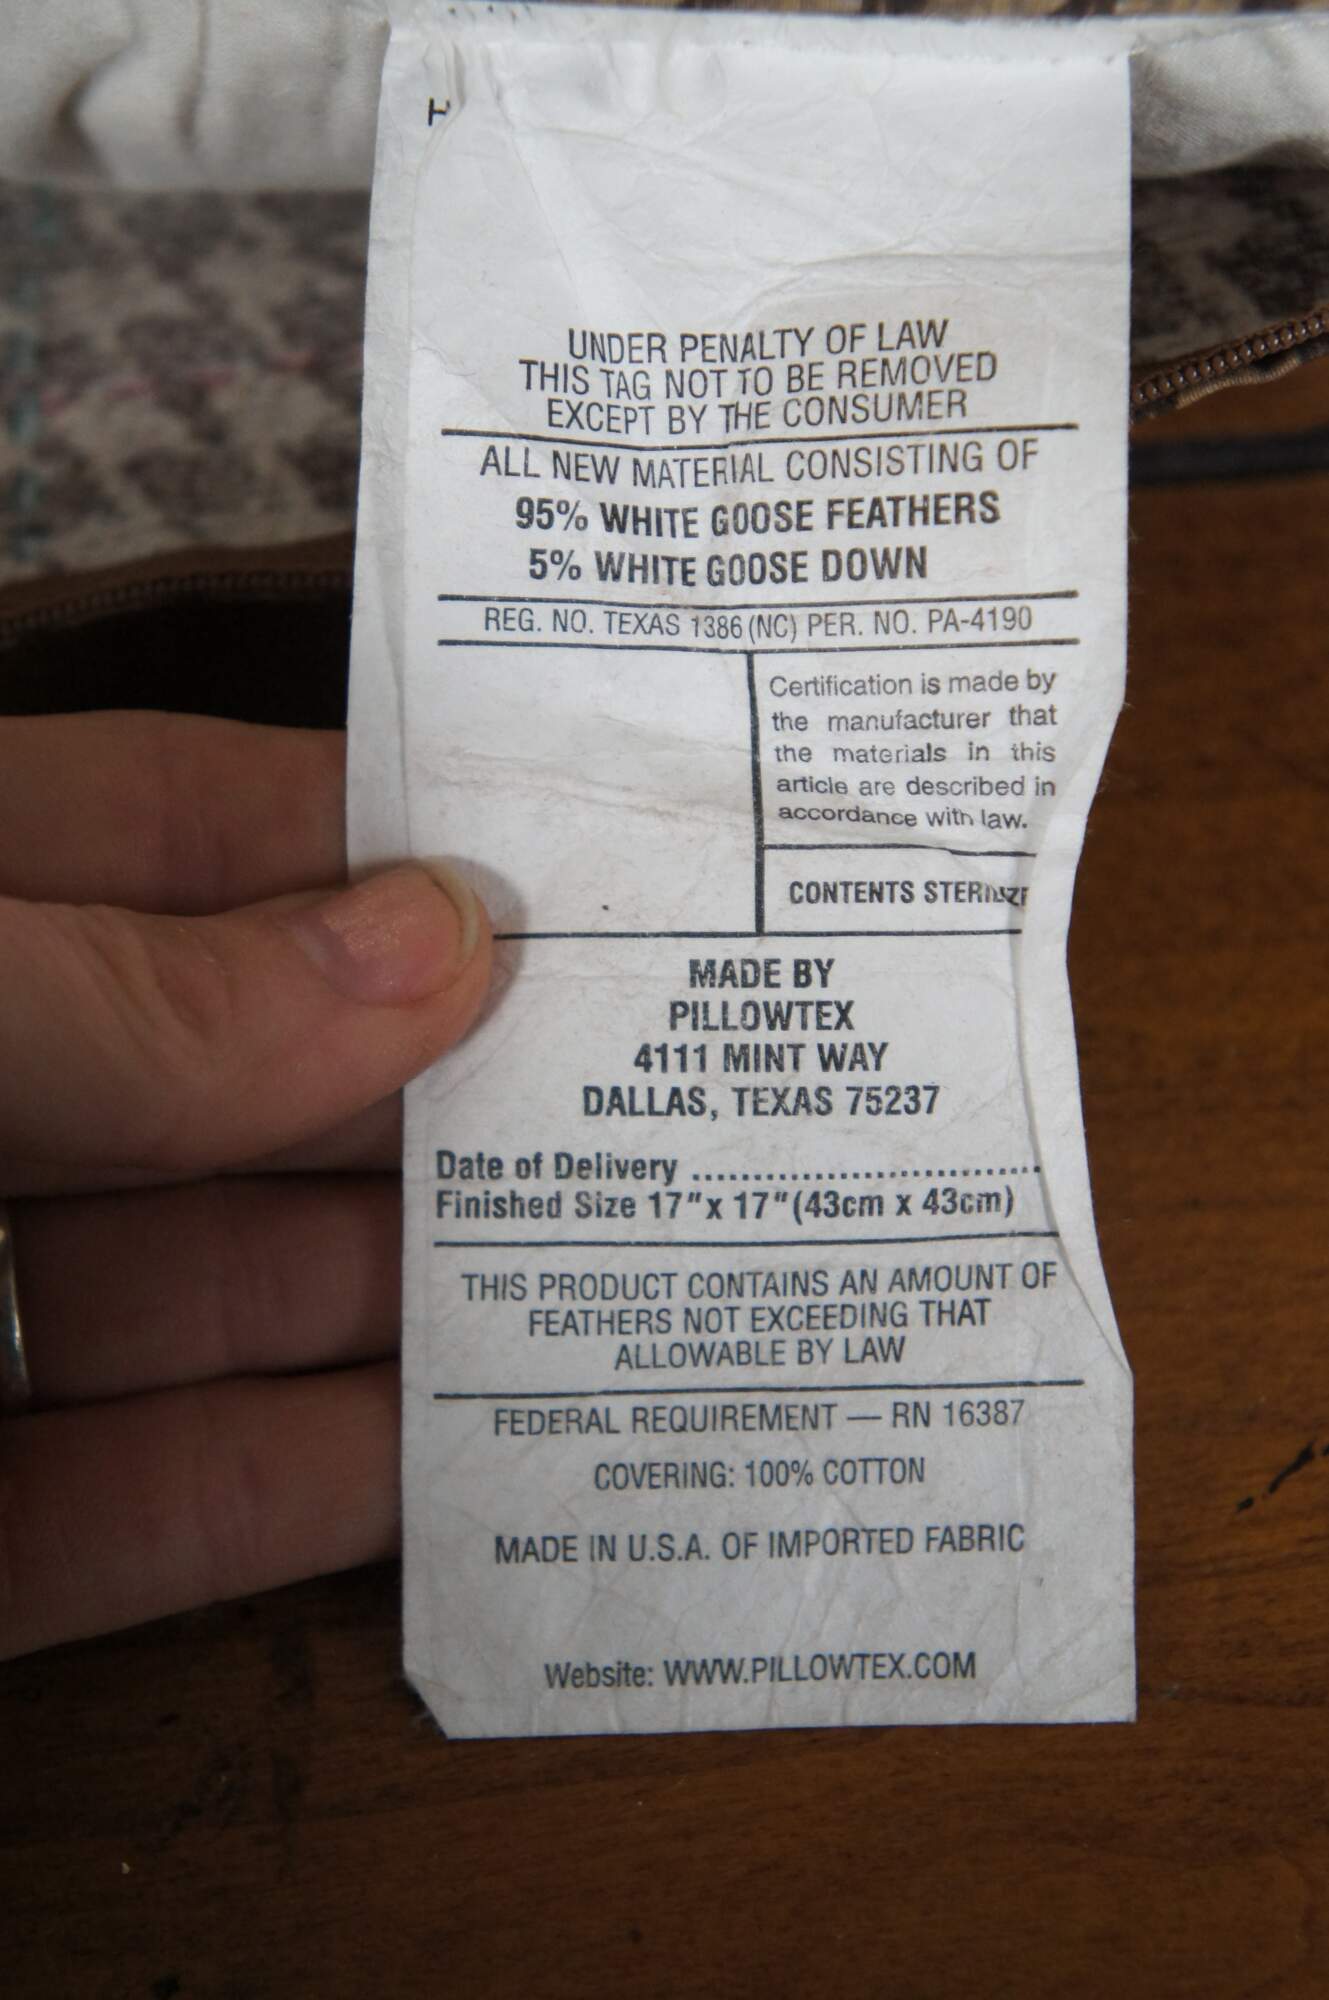 H
UNDER PENALTY OF LAW
THIS TAG NOT TO BE REMOVED
EXCEPT BY THE CONSUMER
ALL NEW MATERIAL CONSISTING OF
95% WHITE GOOSE FEATHERS
5% WHITE GOOSE DOWN
REG. NO. TEXAS 1386 (NC) PER. NO. PA-4190
Certification is made by
the manufacturer that
the materials in this
article are described in
accordance with law.
CONTENTS
MADE BY
PILLOWTEX
4111 MINT WAY
DALLAS, TEXAS 75237
Date of Delivery ............................
Finished Size 17"x 17"(43cm x 43cm)
THIS PRODUCT CONTAINS AN AMOUNT OF
FEATHERS NOT EXCEEDING THAT
ALLOWABLE BY LAW
FEDERAL REQUIREMENT — RN 16387
COVERING: 100% COTTON
MADE IN U.S.A. OF IMPORTED FABRIC
Website: WWW.PILLOWTEX.COM